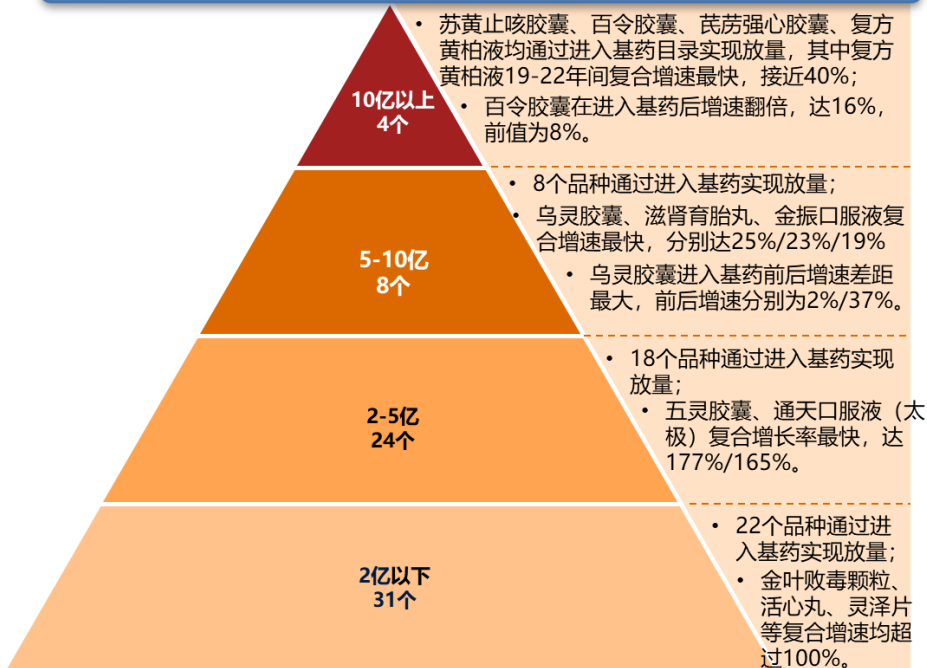 • 苏黄止咳胶囊、百令胶囊、芪苈强心胶囊、复方
黄柏液均通过进入基药目录实现放量，其中复方
黄柏液19-22年间复合增速最快，接近40%；
• 百令胶囊在进入基药后增速翻倍，达16%，
前值为8%。
10亿以上
4个
• 8个品种通过进入基药实现放量；
• 乌灵胶囊、滋肾育胎丸、金振口服液复
合增速最快，分别达25%/23%/19%
• 乌灵胶囊进入基药前后增速差距
最大，前后增速分别为2%/37%。
5-10亿
8个
• 18个品种通过进入基药实现
放量；
• 五灵胶囊、通天口服液（太
极）复合增长率最快，达
177%/165%。
2-5亿
24个
• 22个品种通过进
入基药实现放量；
• 金叶败毒颗粒、
活心丸、灵泽片
等复合增速均超
过100%。
2亿以下
31个